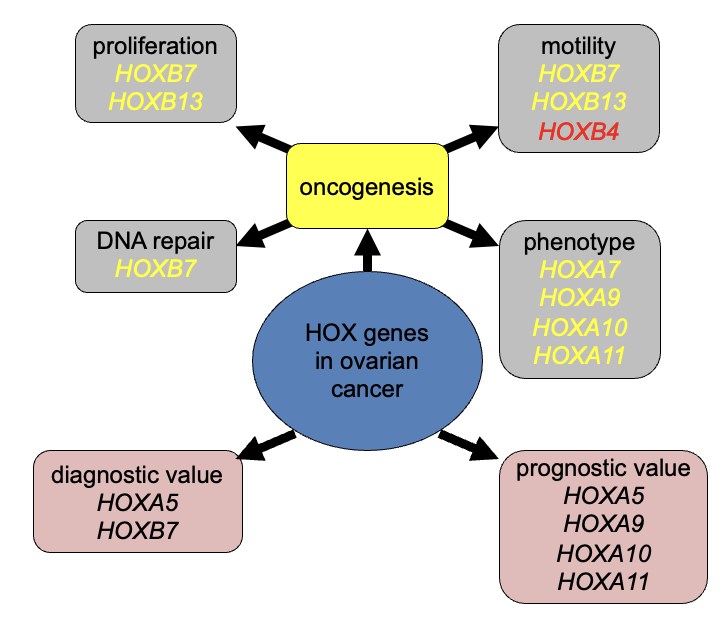 proliferation
HOXB7
HOXB13
motility
HOXB7
HOXB13
HOXB4
oncogenesis
DNA repair
HOXB7
phenotype
HOXA7
HOXA9
HOXA10
HOXA11
HOX genes
in ovarian
cancer
diagnostic value
HOXA5
HOXB7
prognostic value
HOXA5
HOXA9
HOXA10
HOXA11